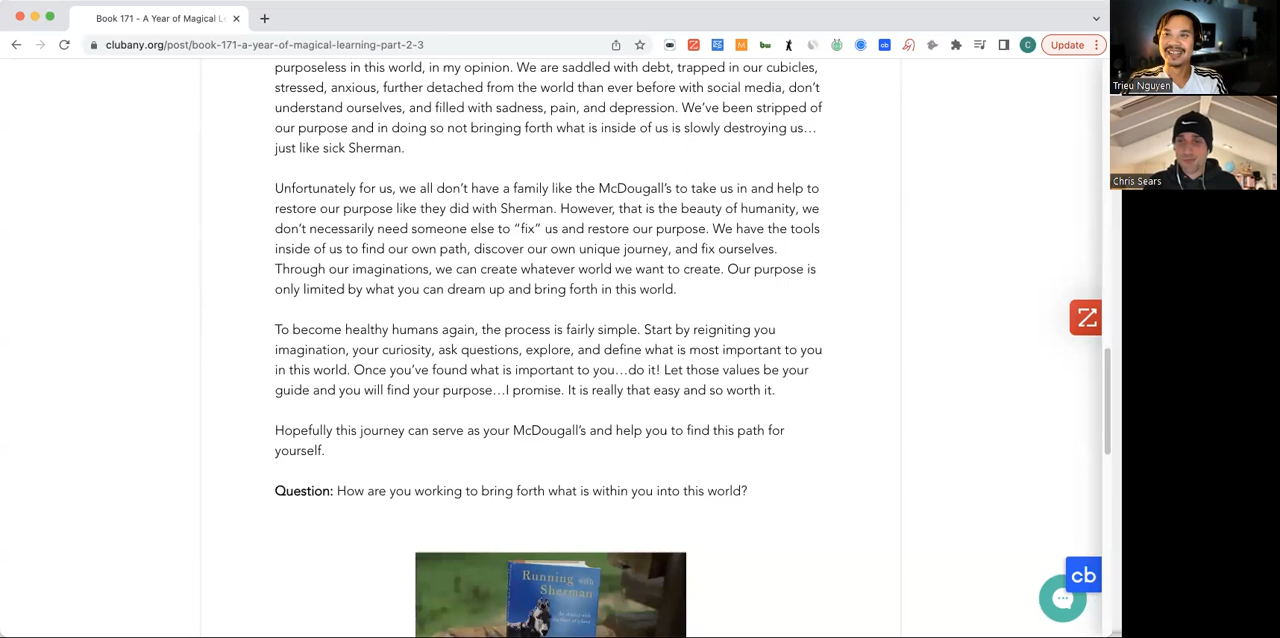 Book 171 - A Year of Magical L
clubany.org/post/book-171-a-year-of-magical-learning-part-2-3
Update
purposeless in this world, in my opinion. We are saddled with debt, trapped in our cubicles,
stressed, anxious, further detached from the world than ever before with social media, don’t
understand ourselves, and filled with sadness, pain, and depression. We’ve been stripped of
our purpose and in doing so not bringing forth what is inside of us is slowly destroying us…
just like sick Sherman.
Unfortunately for us, we all don’t have a family like the McDougall’s to take us in and help to
restore our purpose like they did with Sherman. However, that is the beauty of humanity, we
don’t necessarily need someone else to “fix” us and restore our purpose. We have the tools
inside of us to find our own path, discover our own unique journey, and fix ourselves.
Through our imaginations, we can create whatever world we want to create. Our purpose is
only limited by what you can dream up and bring forth in this world.
To become healthy humans again, the process is fairly simple. Start by reigniting you
imagination, your curiosity, ask questions, explore, and define what is most important to you
in this world. Once you’ve found what is important to you…do it! Let those values be your
guide and you will find your purpose…I promise. It is really that easy and so worth it.
Hopefully this journey can serve as your McDougall’s and help you to find this path for
yourself.
Question: How are you working to bring forth what is within you into this world?
Running with
Sherman
cb
Trieu Nguyen
Chris Sears